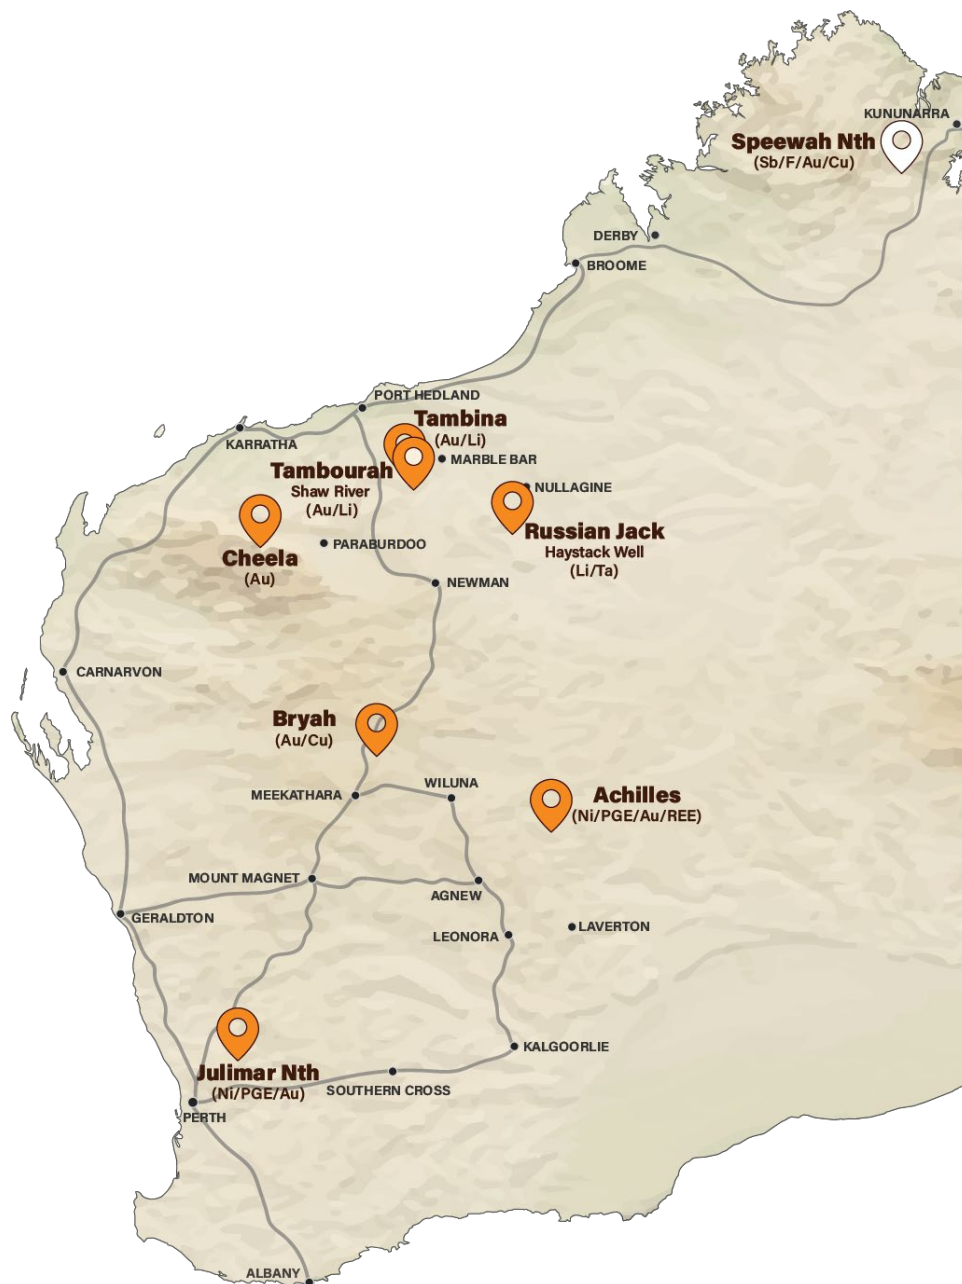 KUNUNARRA
Speewah Nth
(Sb/F/Au/Cu)
DERBY
BROOME
PORT HEDLAND
Tambina
(Au/Li)
KARRATHA
MARBLE BAR
Tambourah
Shaw River
(Au/Li)
NULLAGINE
Russian Jack
Haystack Well
(Li/Ta)
PARABURDOO
Cheela
(Au)
NEWMAN
CARNARVON
Bryah
(Au/Cu)
WILUNA
MEEKATHARA
Achilles
(Ni/PGE/Au/REE)
MOUNT MAGNET
AGNEW
GERALDTON
LEONORA
LAVERTON
KALGOORLIE
Julimar Nth
(Ni/PGE/Au)
SOUTHERN CROSS
PERTH
ALBANY